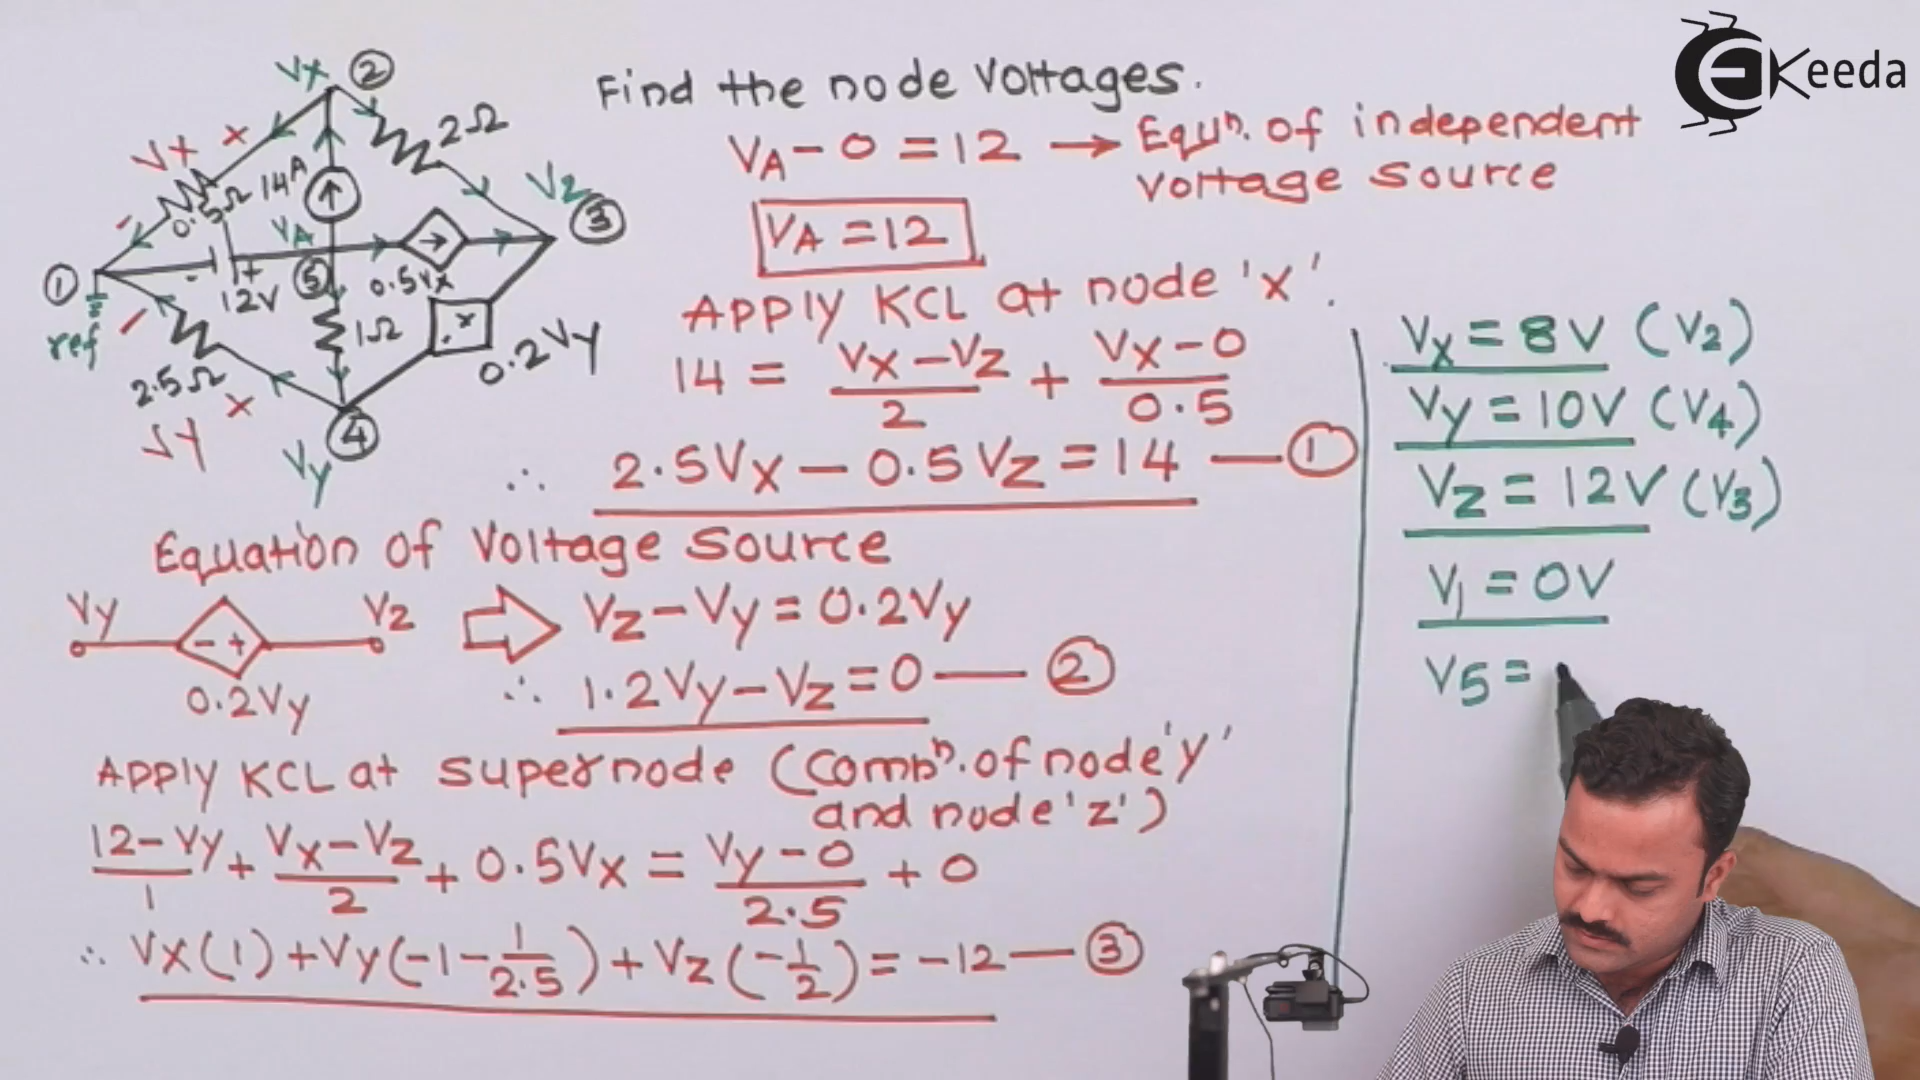 Keeda
Find the node voltages.
VA - 0 = 12 → Equⁿ. of independent
voltage source
VA = 12
Apply KCL at node 'x'.
14 = (Vx - Vz)/2 + (Vx - 0)/0.5
∴ 2.5Vx - 0.5Vz = 14 — ①
Vx ②
2Ω
Vx x
-
0.5Ω
14A
Vz
③
VA
①
- +
12V
⑤
0.5Vx
ref
-
2.5Ω
1Ω
0.2Vy
Vy x
④
Vy
Equation of voltage source
Vy - + Vz ⇒ Vz - Vy = 0.2Vy
0.2Vy
∴ 1.2Vy - Vz = 0 — ②
Apply KCL at supernode (Combⁿ. of node 'y'
and node 'z')
(12 - Vy)/1 + (Vx - Vz)/2 + 0.5Vx = (Vy - 0)/2.5 + 0
∴ Vx(1) + Vy(-1 - 1/2.5) + Vz(-1/2) = -12 — ③
Vx = 8V (V2)
Vy = 10V (V4)
Vz = 12V (V3)
V1 = 0V
V5 =